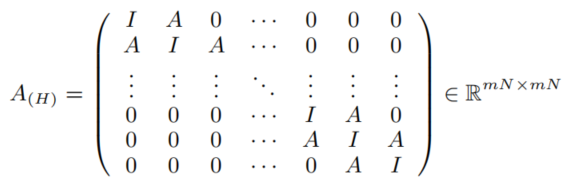 I A 0 ⋯ 0 0 0
A I A ⋯ 0 0 0
⋮ ⋮ ⋮ ⋱ ⋮ ⋮ ⋮
A_{(H)} = ( ) ∈ ℝ^{mN×mN}
0 0 0 ⋯ I A 0
0 0 0 ⋯ A I A
0 0 0 ⋯ 0 A I